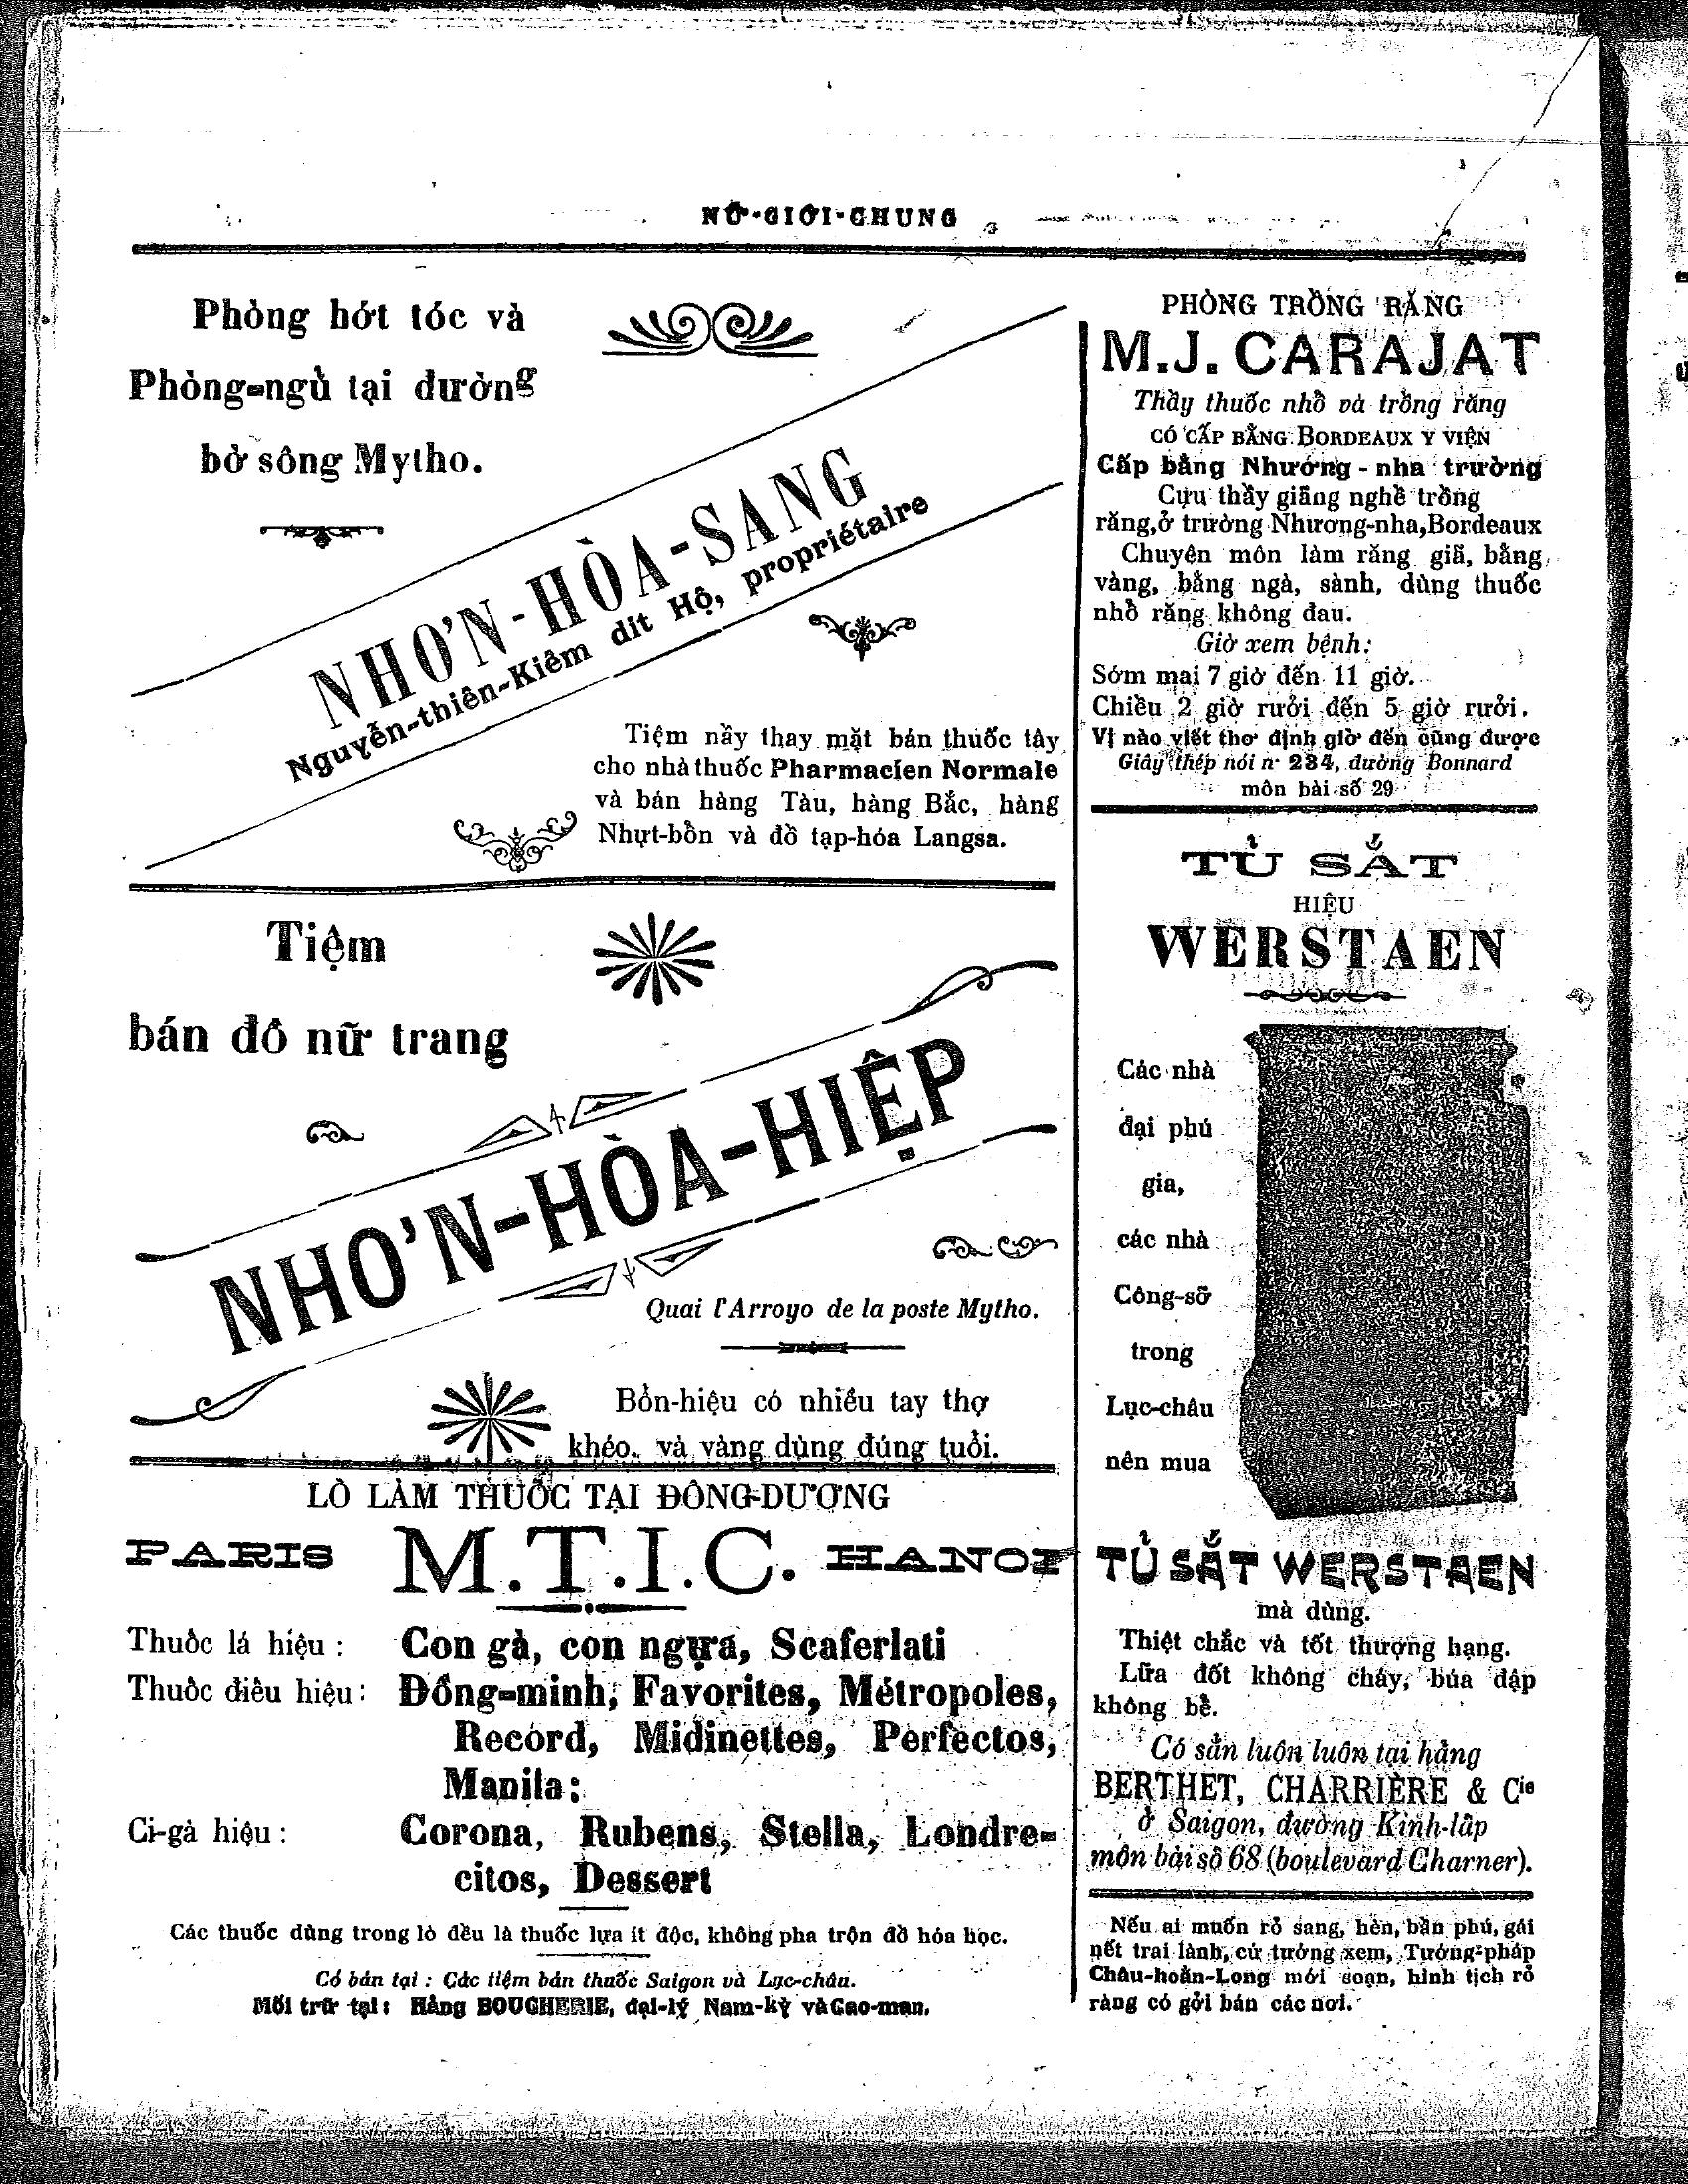 NỮ-GIỚI-CHUNG
Phòng hớt tóc và
Phòng-ngủ tại đường
bờ sông Mytho.
NHƠN-HÒA-SANG
Nguyễn-thiên-Kiêm dit Hộ, propriétaire
Tiệm nầy thay mặt bán thuốc tây
cho nhà thuốc Pharmacien Normale
và bán hàng Tàu, hàng Bắc, hàng
Nhựt-bồn và đồ tạp-hóa Langsa.
Tiệm
bán đồ nữ trang
NHƠN-HÒA-HIỆP
Quai l'Arroyo de la poste Mytho.
Bồn-hiệu có nhiều tay thợ
khéo, và vàng dùng đúng tuổi.
LÒ LÀM THUỐC TẠI ĐÔNG-DƯƠNG
PARIS M.T.I.C. HANOI
Thuốc lá hiệu : Con gà, con ngựa, Scaferlati
Thuốc điếu hiệu : Đồng-minh, Favorites, Métropoles,
Record, Midinettes, Perfectos,
Manila:
Ci-gà hiệu : Corona, Rubens, Stella, Londre-
citos, Dessert
Các thuốc dùng trong lò đều là thuốc lựa ít độc, không pha trộn đồ hóa học.
Có bán tại : Các tiệm bán thuốc Saigon và Lục-châu.
Mối trữ tại : Hảng BOUCHERIE, đại-lý Nam-kỳ và Cao-man.
PHÒNG TRỒNG RĂNG
M.J. CARAJAT
Thầy thuốc nhổ và trồng răng
CÓ CẤP BẰNG BORDEAUX Y VIỆN
Cấp bằng Nhương-nha trường
Cựu thầy giảng nghề trồng
răng, ở trường Nhương-nha, Bordeaux
Chuyên môn làm răng giã, bằng
vàng, bằng ngà, sành, dùng thuốc
nhổ răng không đau.
Giờ xem bệnh:
Sớm mai 7 giờ đến 11 giờ.
Chiều 2 giờ rưởi đến 5 giờ rưởi.
Vị nào viết thơ định giờ đến cũng được
Giây thép nói n· 234, đường Bonnard
môn bài số 29
TỦ SẮT
HIỆU
WERSTAEN
Các nhà
đại phú
gia,
các nhà
Công-sở
trong
Lục-châu
nên mua
TỦ SẮT WERSTAEN
mà dùng.
Thiệt chắc và tốt thượng hạng.
Lữa đốt không cháy, búa đập
không bể.
Có sẳn luôn luôn tại hảng
BERTHET, CHARRIÈRE & Cie
ở Saigon, đường Kinh-lấp
môn bài số 68 (boulevard Charner).
Nếu ai muốn rỏ sang, hèn, bần phú, gái
nết trai lành, cứ tưởng xem, Tướng-pháp
Châu-hoằn-Long mới soạn, hình tịch rỏ
ràng có gởi bán các nơi.